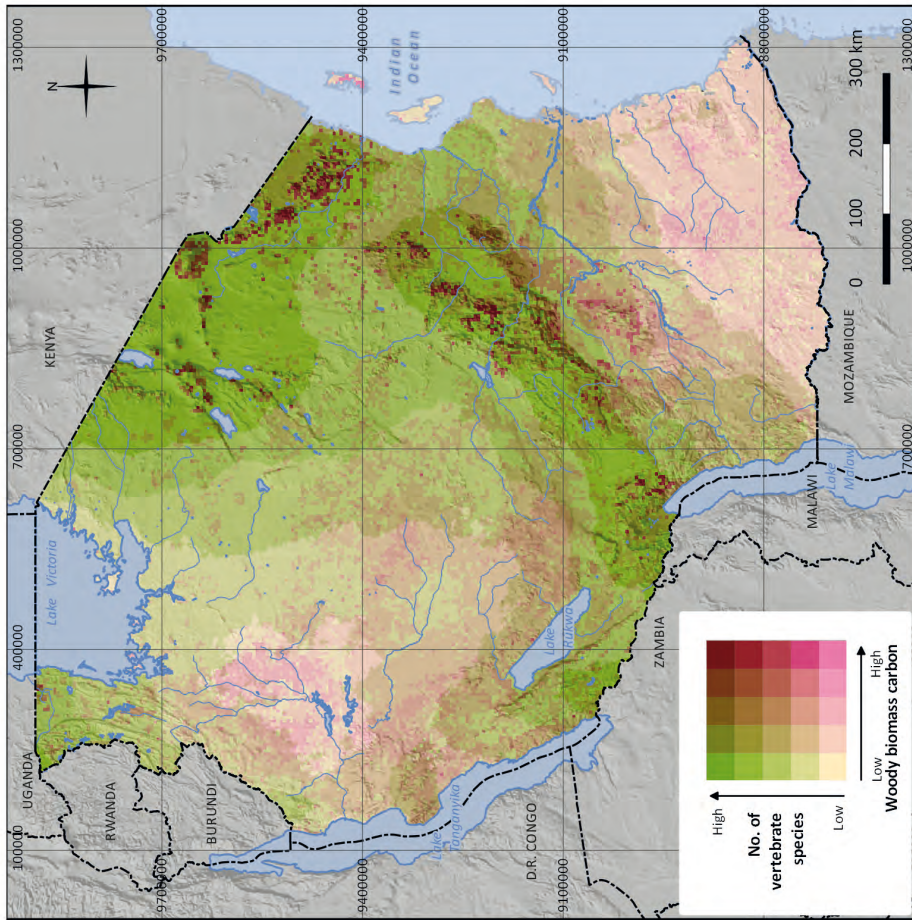 100000
400000
700000
1000000
1300000
UGANDA
Lake Victoria
KENYA
N
RWANDA
BURUNDI
9700000
9700000
9400000
9400000
Indian
Ocean
Lake
Tanganyika
D.R. CONGO
9100000
9100000
Lake
Rukwa
ZAMBIA
MALAWI
Lake
Malawi
MOZAMBIQUE
8800000
0
100
200
300 km
High
No. of
vertebrate
species
Low
Low
High
Woody biomass carbon
100000
400000
700000
1000000
1300000